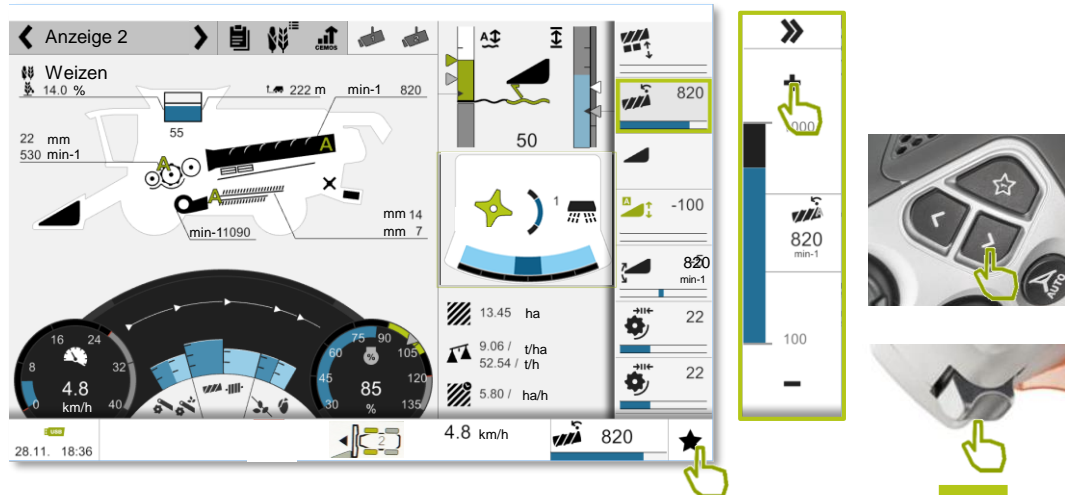 Anzeige 2
CEMOS
Weizen
14.0 %
222 m
min-1 820
55
22 mm
530 min-1
A
A
A
mm 14
min-11090
mm 7
A
50
1
820
A
-100
820
min-1
22
22
13.45 ha
9.06 / t/ha
52.54 / t/h
5.80 / ha/h
0
8
16
24
32
40
4.8
km/h
30
45
60
75
90
105
120
135
%
85
%
USB
28.11. 18:36
2
4.8 km/h
820
1000
820
min-1
100
AUTO